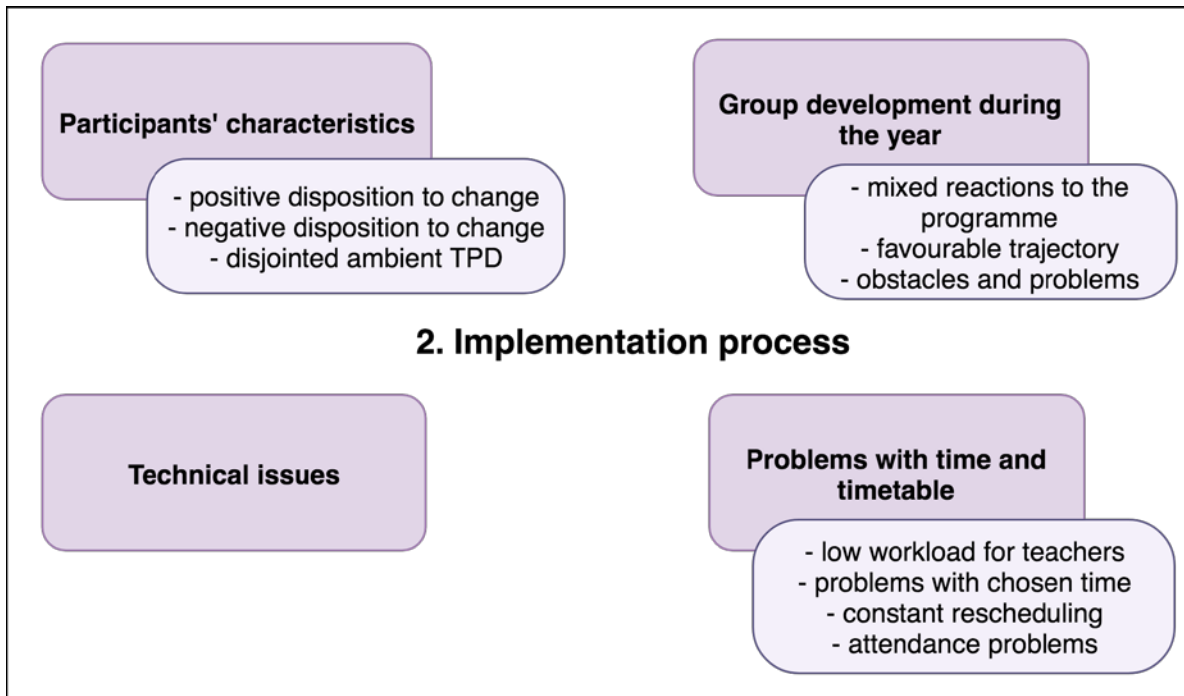 Participants' characteristics
- positive disposition to change
- negative disposition to change
- disjointed ambient TPD
Group development during
the year
- mixed reactions to the
programme
- favourable trajectory
- obstacles and problems
2. Implementation process
Technical issues
Problems with time and
timetable
- low workload for teachers
- problems with chosen time
- constant rescheduling
- attendance problems